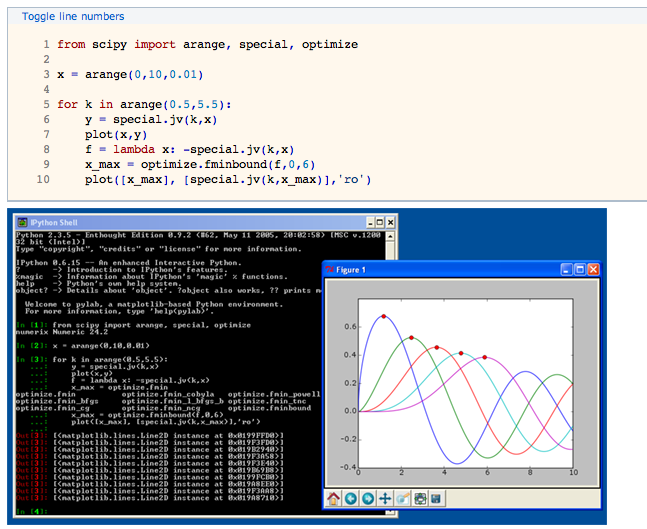 Toggle line numbers
1 from scipy import arange, special, optimize
2
3 x = arange(0,10,0.01)
4
5 for k in arange(0.5,5.5):
6 y = special.jv(k,x)
7 plot(x,y)
8 f = lambda x: -special.jv(k,x)
9 x_max = optimize.fminbound(f,0,6)
10 plot([x_max], [special.jv(k,x_max)],'ro')
IPython Shell
Python 2.3.5 - Enthought Edition 0.9.2 (#62, May 11 2005, 20:02:58) [MSC v.1200
32 bit (Intel)]
Type "copyright", "credits" or "license" for more information.
IPython 0.6.15 -- An enhanced Interactive Python.
? -> Introduction to IPython's features.
%magic -> Information about IPython's 'magic' % functions.
help -> Python's own help system.
object? -> Details about 'object'. ?object also works, ?? prints
Welcome to pylab, a matplotlib-based Python environment.
For more information, type 'help(pylab)'.
In [1]: from scipy import arange, special, optimize
numerix Numeric 24.2
In [2]: x = arange(0,10,0.01)
In [3]: for k in arange(0.5,5.5):
...: y = special.jv(k,x)
...: plot(x,y)
...: f = lambda x: -special.jv(k,x)
...: x_max = optimize.fmin
optimize.fmin optimize.fmin_cobyla optimize.fmin_powell
optimize.fmin_bfgs optimize.fmin_l_bfgs_b optimize.fmin_tnc
optimize.fmin_cg optimize.fmin_ncg optimize.fminbound
...: x_max = optimize.fminbound(f,0,6)
...: plot([x_max],[special.jv(k,x_max)],'ro')
...:
Out[3]: [<matplotlib.lines.Line2D instance at 0x019FFFD0>]
Out[3]: [<matplotlib.lines.Line2D instance at 0x019F3FD0>]
Out[3]: [<matplotlib.lines.Line2D instance at 0x019B2940>]
Out[3]: [<matplotlib.lines.Line2D instance at 0x019F3A58>]
Out[3]: [<matplotlib.lines.Line2D instance at 0x019F3E40>]
Out[3]: [<matplotlib.lines.Line2D instance at 0x019B69B8>]
Out[3]: [<matplotlib.lines.Line2D instance at 0x019FFCB0>]
Out[3]: [<matplotlib.lines.Line2D instance at 0x019A8EE0>]
Out[3]: [<matplotlib.lines.Line2D instance at 0x019F3AA8>]
Out[3]: [<matplotlib.lines.Line2D instance at 0x019A8710>]
In [4]:
Figure 1
0.6
0.4
0.2
0.0
-0.2
-0.4
0 2 4 6 8 10